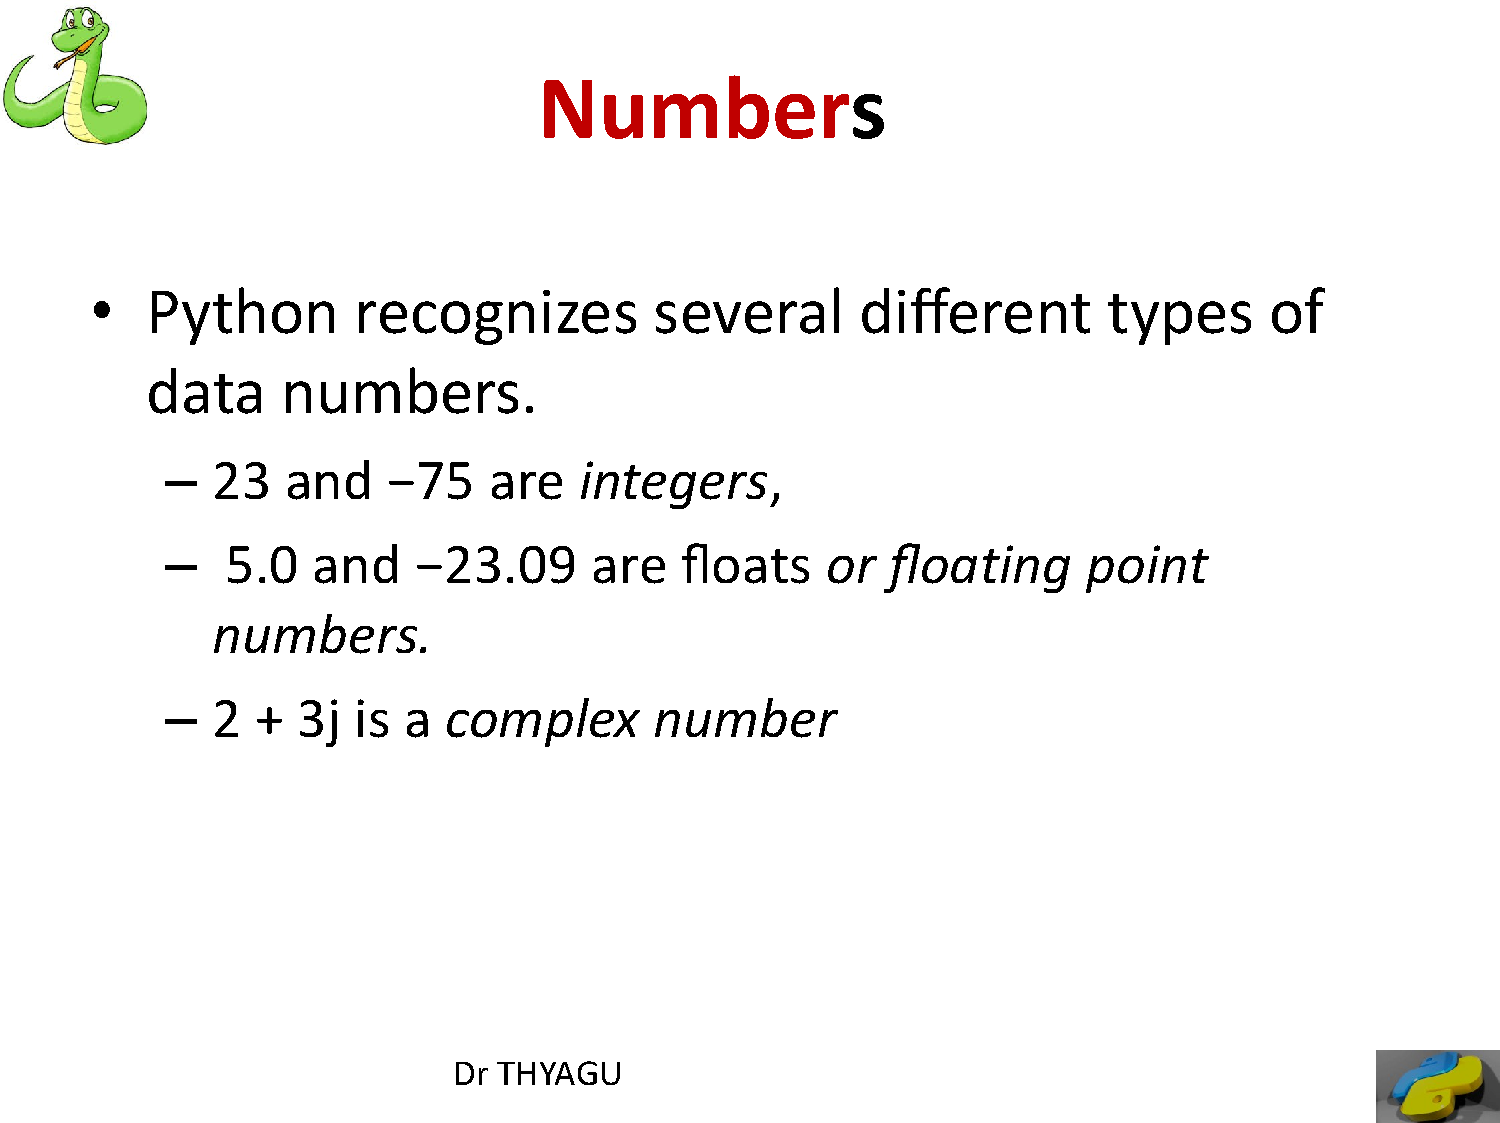 Numbers
• Python recognizes several different types of
data numbers.
– 23 and −75 are integers,
– 5.0 and −23.09 are floats or floating point
numbers.
– 2 + 3j is a complex number
Dr THYAGU